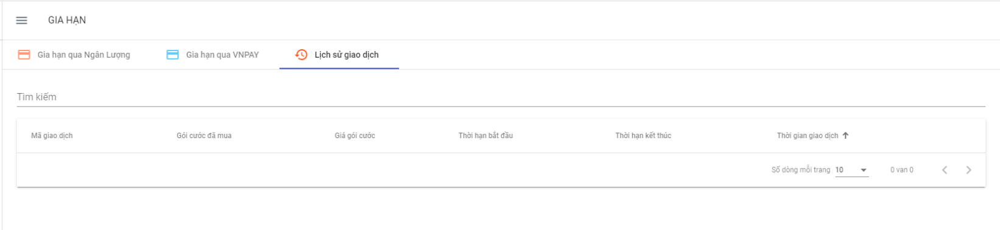 GIA HẠN
Gia hạn qua Ngân Lượng Gia hạn qua VNPAY Lịch sử giao dịch
Tìm kiếm
Mã giao dịch Gói cước đã mua Giá gói cước Thời hạn bắt đầu Thời hạn kết thúc Thời gian giao dịch
Số dòng mỗi trang 10 0 van 0